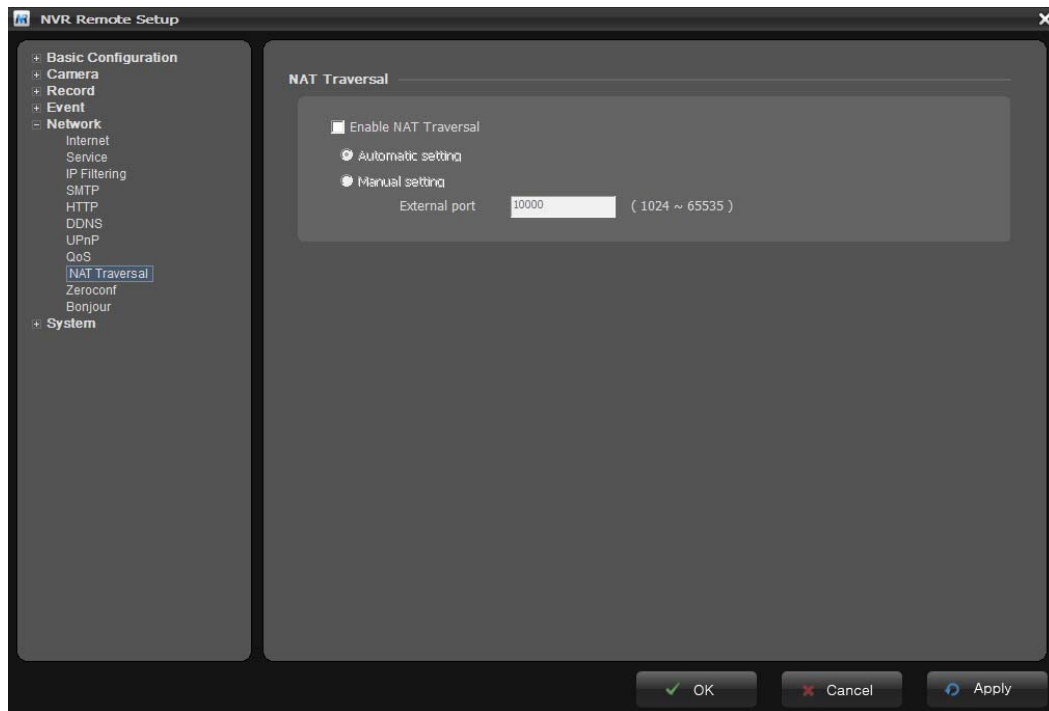 NVR Remote Setup
Basic Configuration
Camera
Record
Event
Network
Internet
Service
IP Filtering
SMTP
HTTP
DDNS
UPnP
QoS
NAT Traversal
Zeroconf
Bonjour
System
NAT Traversal
Enable NAT Traversal
Automatic setting
Manual setting
External port 10000 ( 1024 ~ 65535 )
OK Cancel Apply